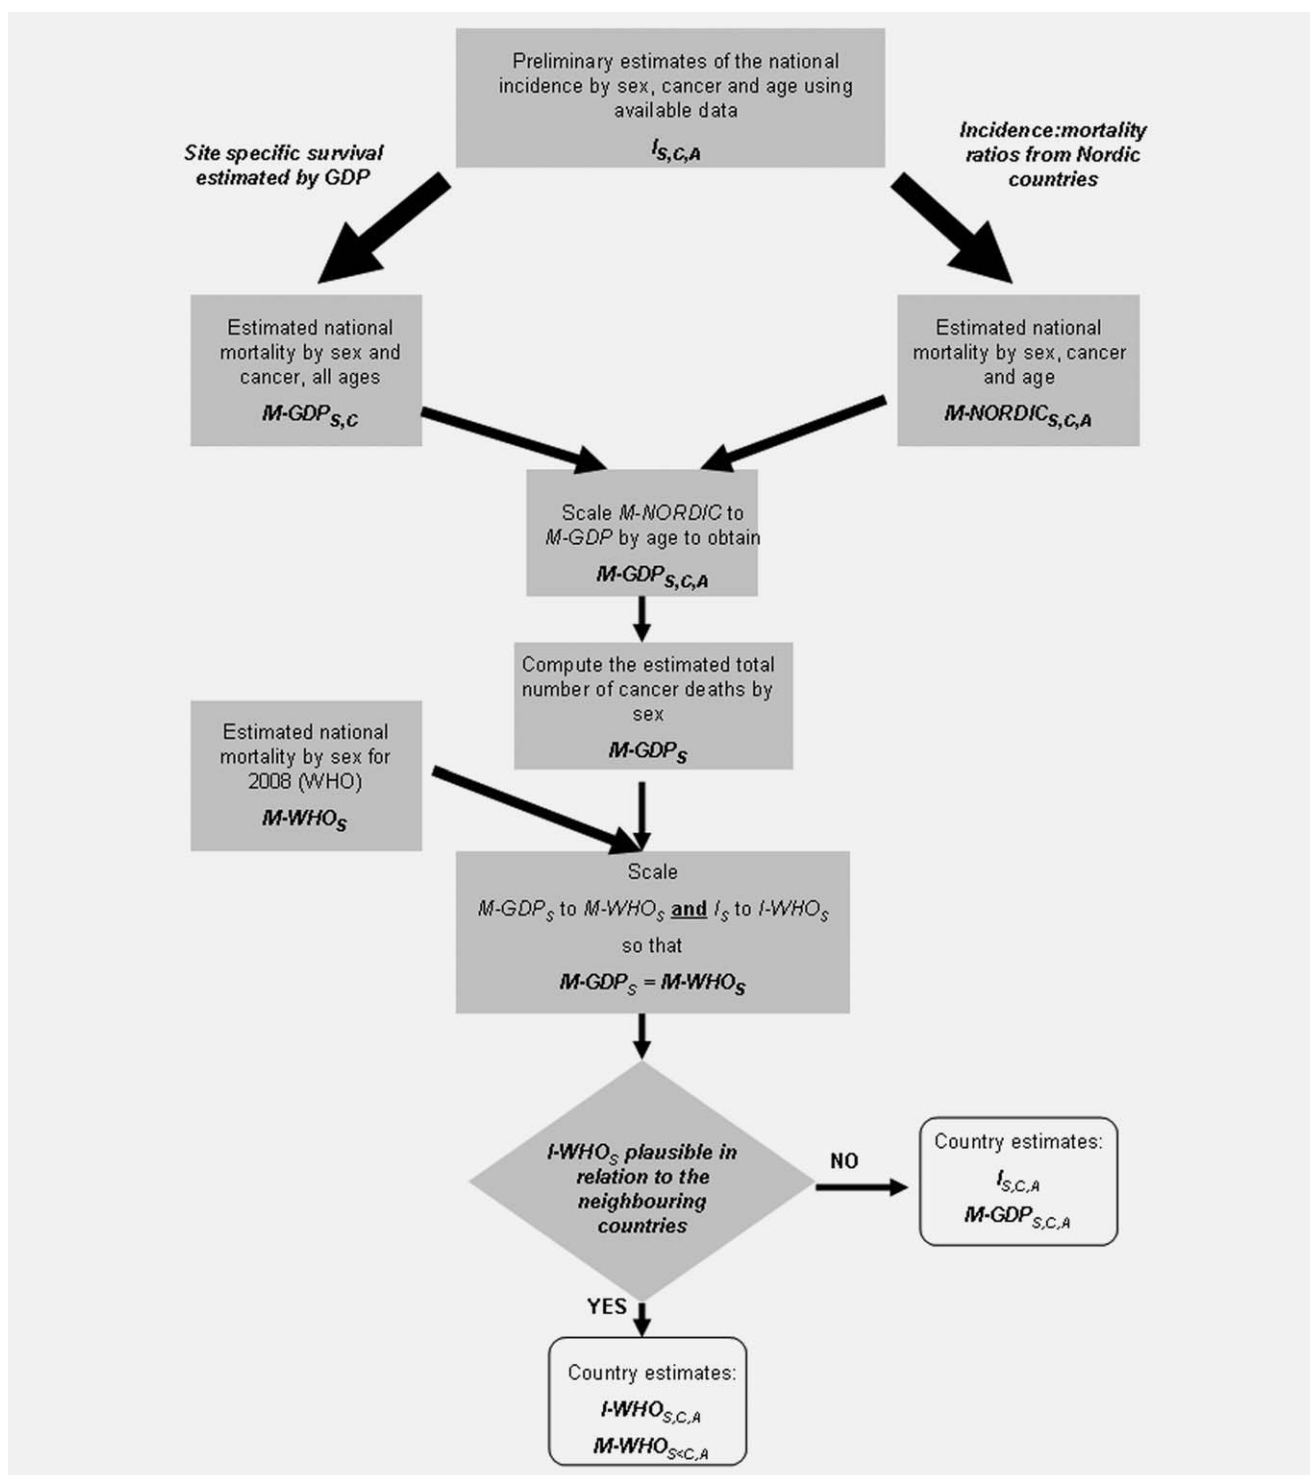 Preliminary estimates of the national
incidence by sex, cancer and age using
available data
I S,C,A
Site specific survival
estimated by GDP
Incidence:mortality
ratios from Nordic
countries
Estimated national
mortality by sex and
cancer, all ages
M-GDP S,C
Estimated national
mortality by sex, cancer
and age
M-NORDIC S,C,A
Scale M-NORDIC to
M-GDP by age to obtain
M-GDP S,C,A
Compute the estimated total
number of cancer deaths by
sex
M-GDP S
Estimated national
mortality by sex for
2008 (WHO)
M-WHO S
Scale
M-GDP S to M-WHO S and I S to I-WHO S
so that
M-GDP S = M-WHO S
I-WHO S plausible in
relation to the
neighbouring
countries
NO
Country estimates:
I S,C,A
M-GDP S,C,A
YES
Country estimates:
I-WHO S,C,A
M-WHO S<C,A